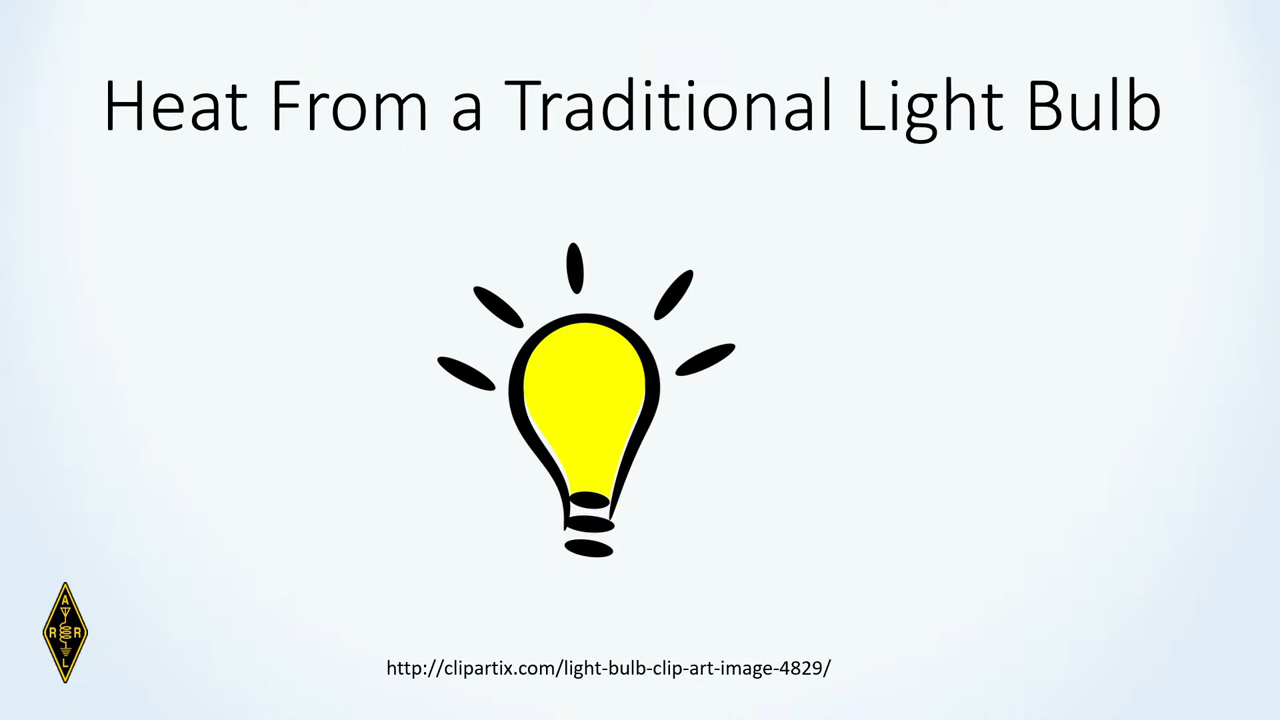 Heat From a Traditional Light Bulb
A
R R
L
http://clipartix.com/light-bulb-clip-art-image-4829/